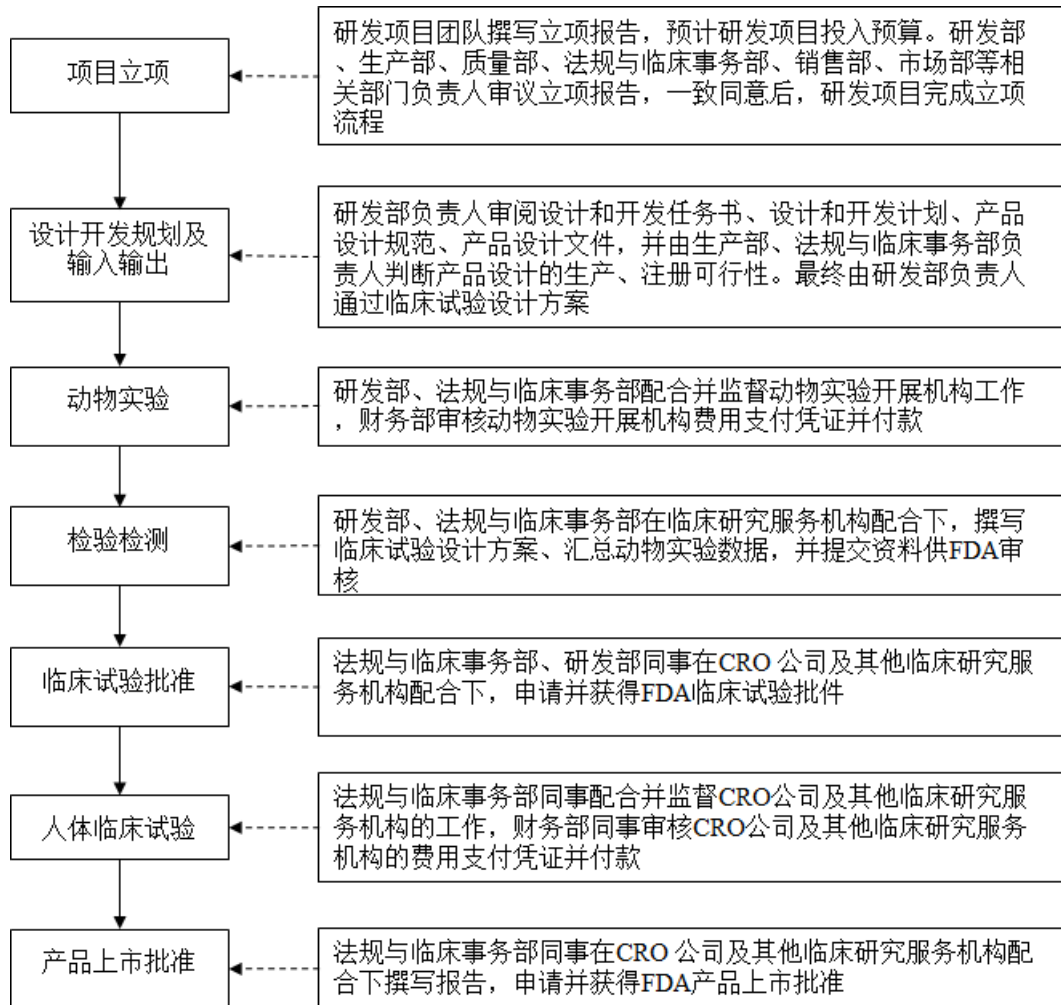 项目立项
研发项目团队撰写立项报告，预计研发项目投入预算。研发部
、生产部、质量部、法规与临床事务部、销售部、市场部等相
关部门负责人审议立项报告，一致同意后，研发项目完成立项
流程
设计开发规划及
输入输出
研发部负责人审阅设计和开发任务书、设计和开发计划、产品
设计规范、产品设计文件，并由生产部、法规与临床事务部负
责人判断产品设计的生产、注册可行性。最终由研发部负责人
通过临床试验设计方案
动物实验
研发部、法规与临床事务部配合并监督动物实验开展机构工作
，财务部审核动物实验开展机构费用支付凭证并付款
检验检测
研发部、法规与临床事务部在临床研究服务机构配合下，撰写
临床试验设计方案、汇总动物实验数据，并提交资料供FDA审
核
临床试验批准
法规与临床事务部、研发部同事在CRO 公司及其他临床研究服
务机构配合下，申请并获得FDA临床试验批件
人体临床试验
法规与临床事务部同事配合并监督CRO公司及其他临床研究服
务机构的工作，财务部同事审核CRO公司及其他临床研究服务
机构的费用支付凭证并付款
产品上市批准
法规与临床事务部同事在CRO 公司及其他临床研究服务机构配
合下撰写报告，申请并获得FDA产品上市批准